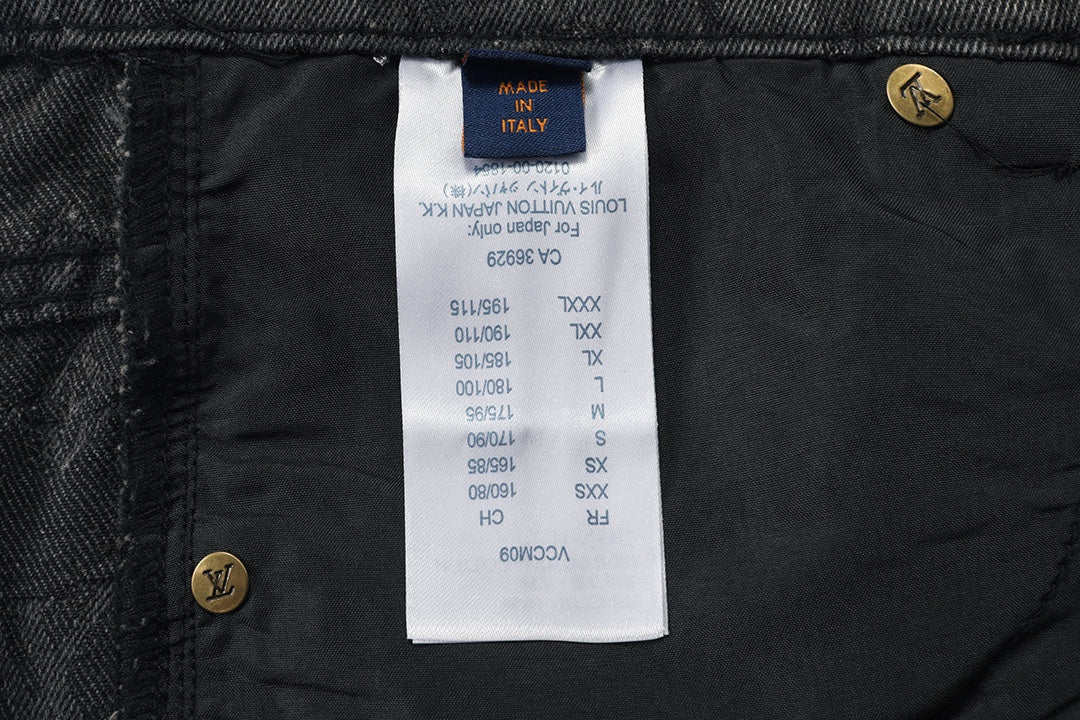 MADE
IN
ITALY
VCCM09
FR CH
XXS 160/80
XS 165/85
S 170/90
M 175/95
L 180/100
XL 185/105
XXL 190/110
XXXL 195/115
CA 36929
For Japan only:
LOUIS VUITTON JAPAN K.K.
ルイ・ヴィトン ジャパン(株)
0120-00-1854
LV
LV